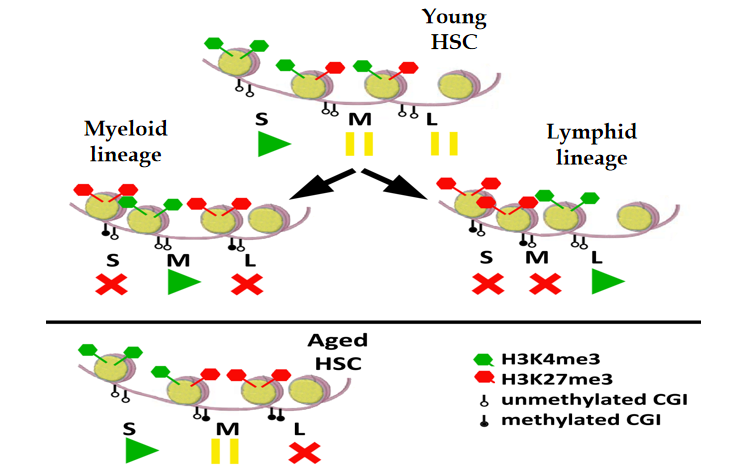 Young
HSC
S M L
Myeloid
lineage
Lymphid
lineage
S M L
S M L
Aged
HSC
H3K4me3
H3K27me3
unmethylated CGI
methylated CGI
S M L